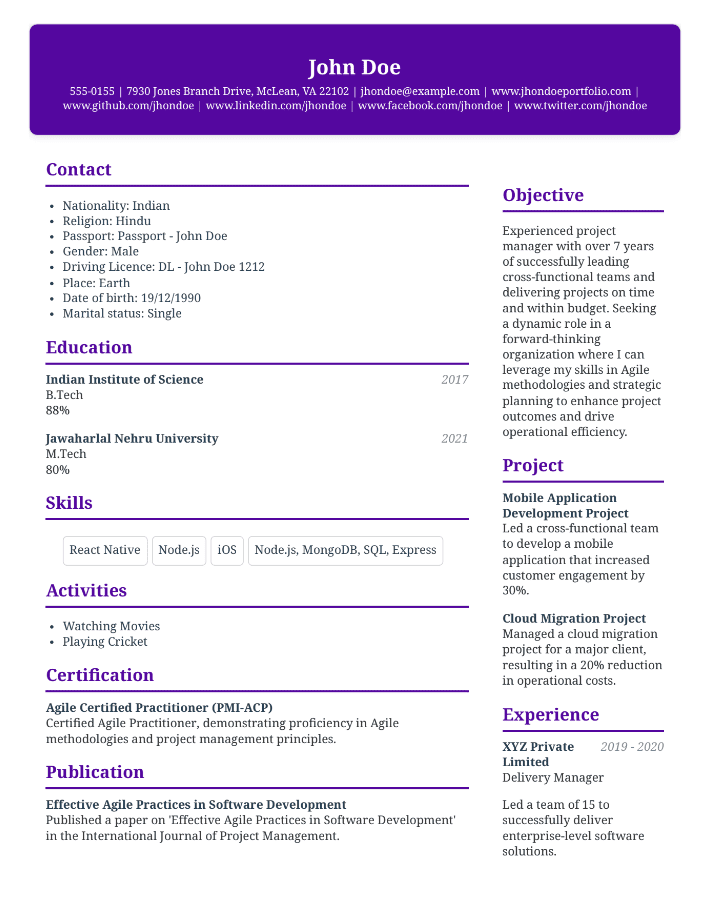 John Doe
555-0155 | 7930 Jones Branch Drive, McLean, VA 22102 | jhondoe@example.com | www.jhondoeportfolio.com |
www.github.com/jhondoe | www.linkedin.com/jhondoe | www.facebook.com/jhondoe | www.twitter.com/jhondoe
Contact
• Nationality: Indian
• Religion: Hindu
• Passport: Passport - John Doe
• Gender: Male
• Driving Licence: DL - John Doe 1212
• Place: Earth
• Date of birth: 19/12/1990
• Marital status: Single
Education
Indian Institute of Science 2017
B.Tech
88%
Jawaharlal Nehru University 2021
M.Tech
80%
Skills
React Native Node.js iOS Node.js, MongoDB, SQL, Express
Activities
• Watching Movies
• Playing Cricket
Certification
Agile Certified Practitioner (PMI-ACP)
Certified Agile Practitioner, demonstrating proficiency in Agile
methodologies and project management principles.
Publication
Effective Agile Practices in Software Development
Published a paper on 'Effective Agile Practices in Software Development'
in the International Journal of Project Management.
Objective
Experienced project
manager with over 7 years
of successfully leading
cross-functional teams and
delivering projects on time
and within budget. Seeking
a dynamic role in a
forward-thinking
organization where I can
leverage my skills in Agile
methodologies and strategic
planning to enhance project
outcomes and drive
operational efficiency.
Project
Mobile Application
Development Project
Led a cross-functional team
to develop a mobile
application that increased
customer engagement by
30%.
Cloud Migration Project
Managed a cloud migration
project for a major client,
resulting in a 20% reduction
in operational costs.
Experience
XYZ Private 2019 - 2020
Limited
Delivery Manager
Led a team of 15 to
successfully deliver
enterprise-level software
solutions.